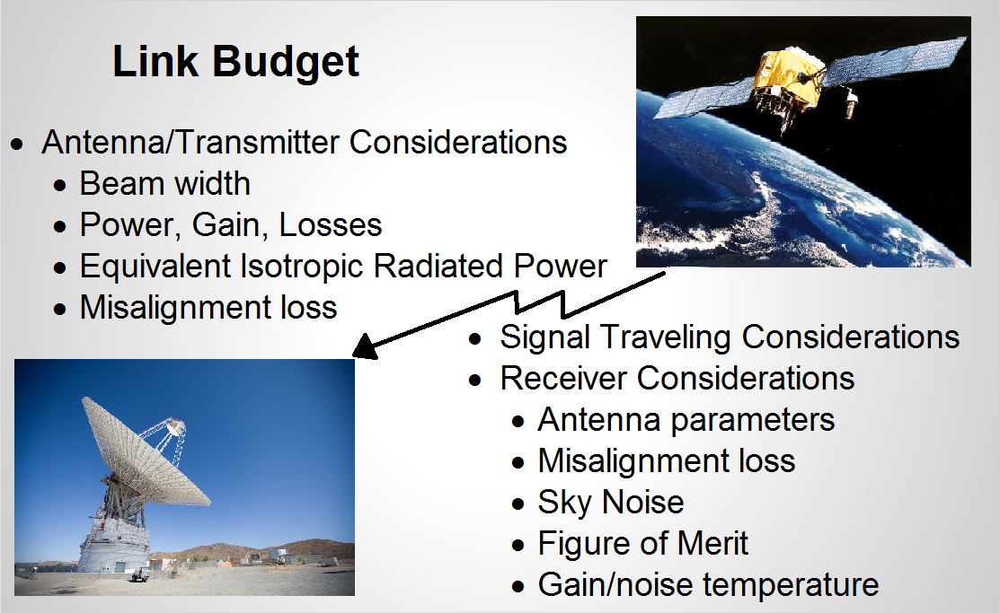 Link Budget
• Antenna/Transmitter Considerations
• Beam width
• Power, Gain, Losses
• Equivalent Isotropic Radiated Power
• Misalignment loss
• Signal Traveling Considerations
• Receiver Considerations
• Antenna parameters
• Misalignment loss
• Sky Noise
• Figure of Merit
• Gain/noise temperature